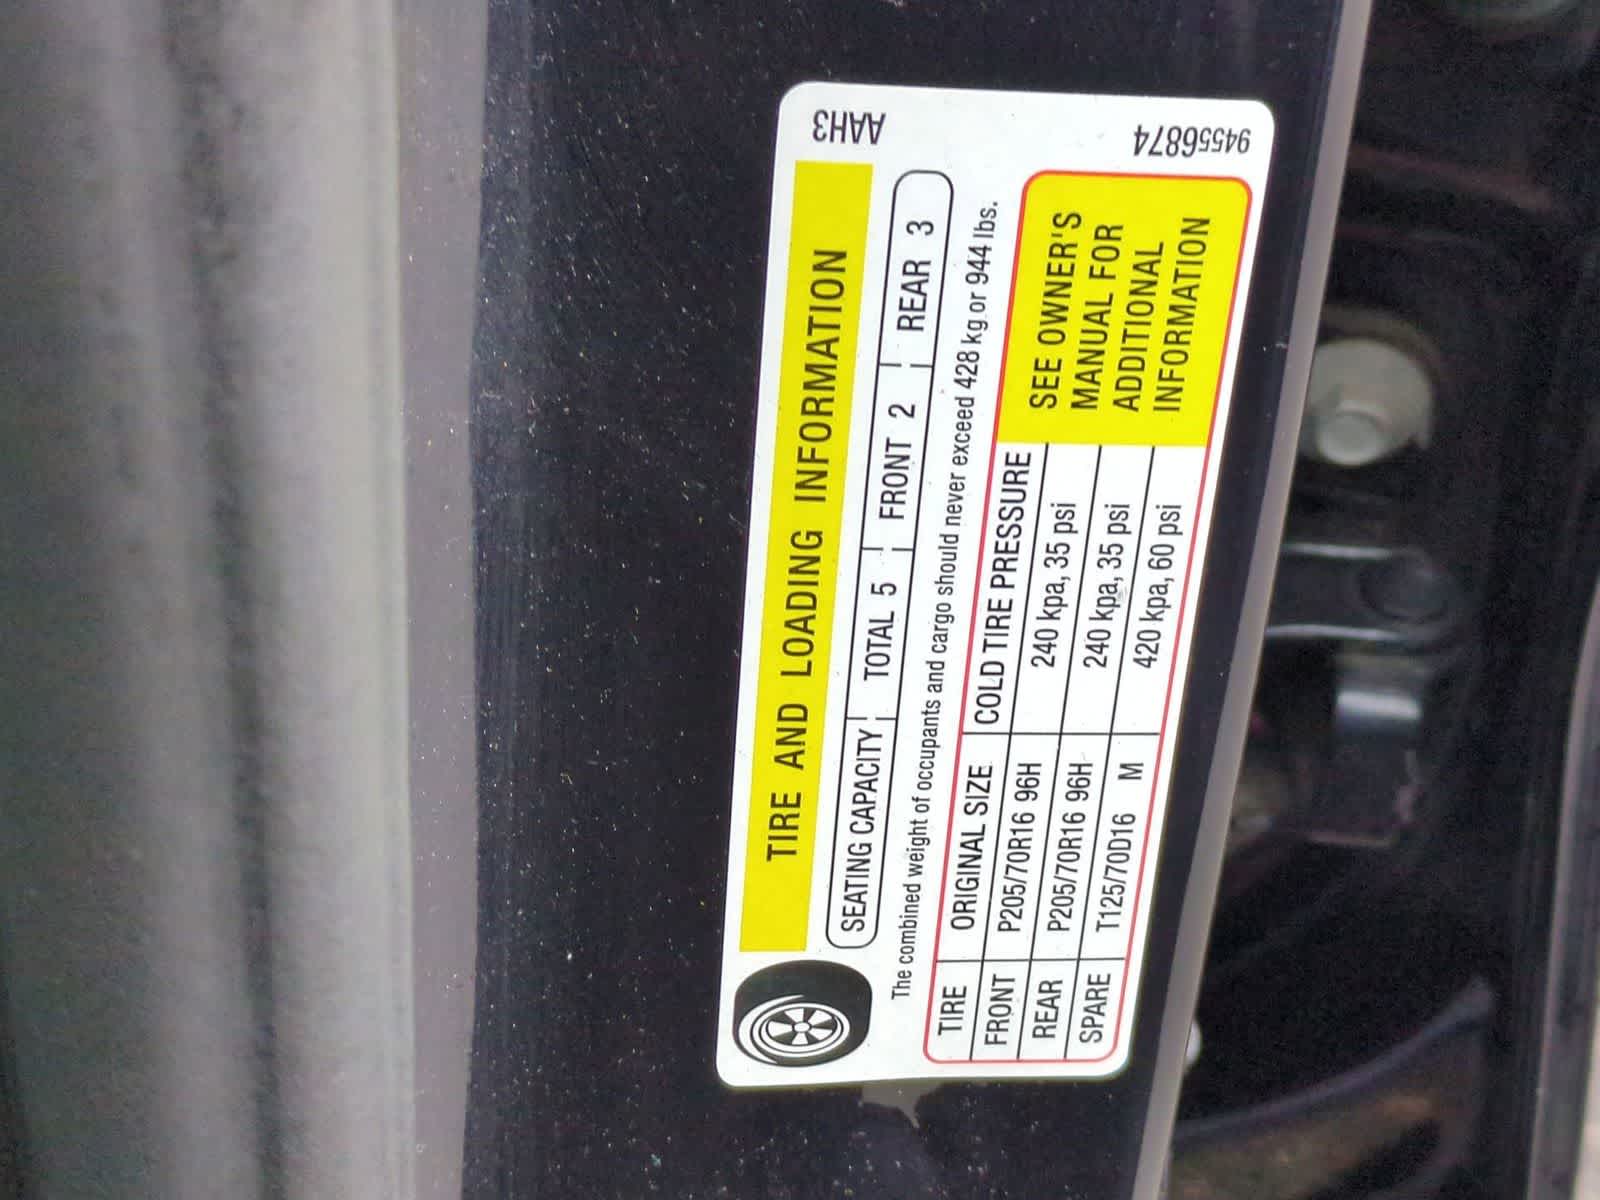 TIRE AND LOADING INFORMATION
AAH3
SEATING CAPACITY TOTAL 5 FRONT 2 REAR 3
The combined weight of occupants and cargo should never exceed 428 kg or 944 lbs.
TIRE ORIGINAL SIZE COLD TIRE PRESSURE
FRONT P205/70R16 96H 240 kpa, 35 psi
REAR P205/70R16 96H 240 kpa, 35 psi
SPARE T125/70D16 M 420 kpa, 60 psi
SEE OWNER'S
MANUAL FOR
ADDITIONAL
INFORMATION
94556874